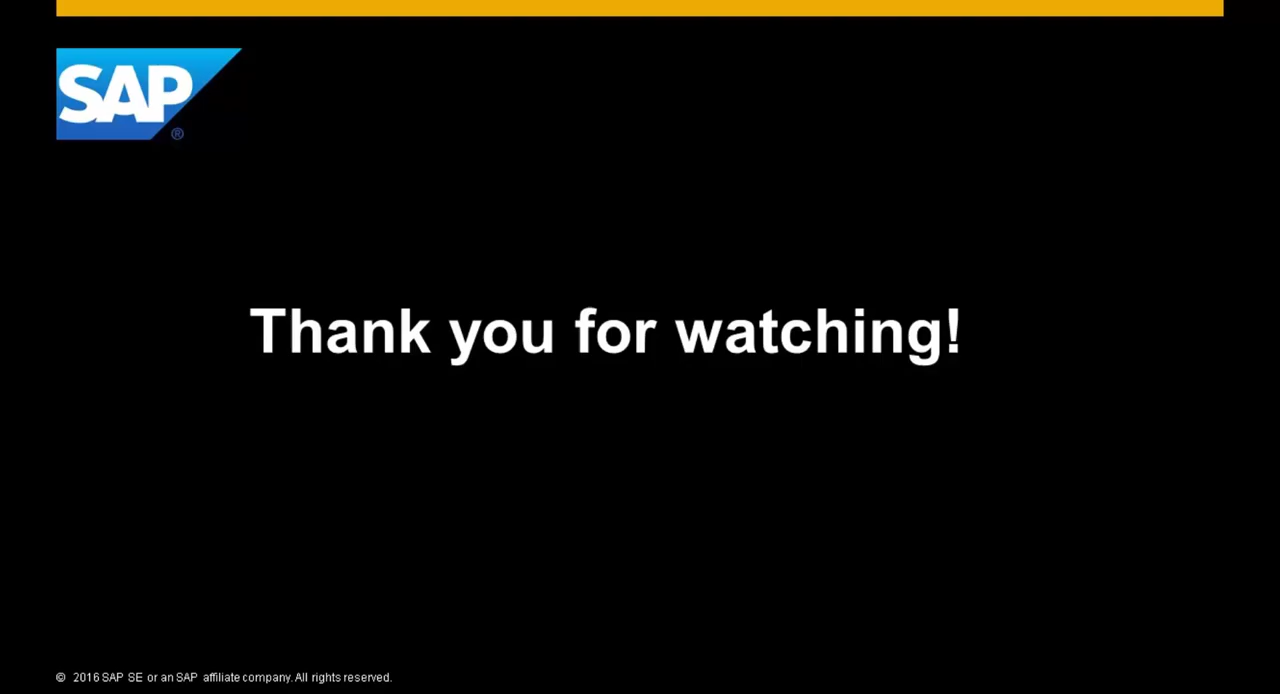 SAP®
Thank you for watching!
© 2016 SAP SE or an SAP affiliate company. All rights reserved.